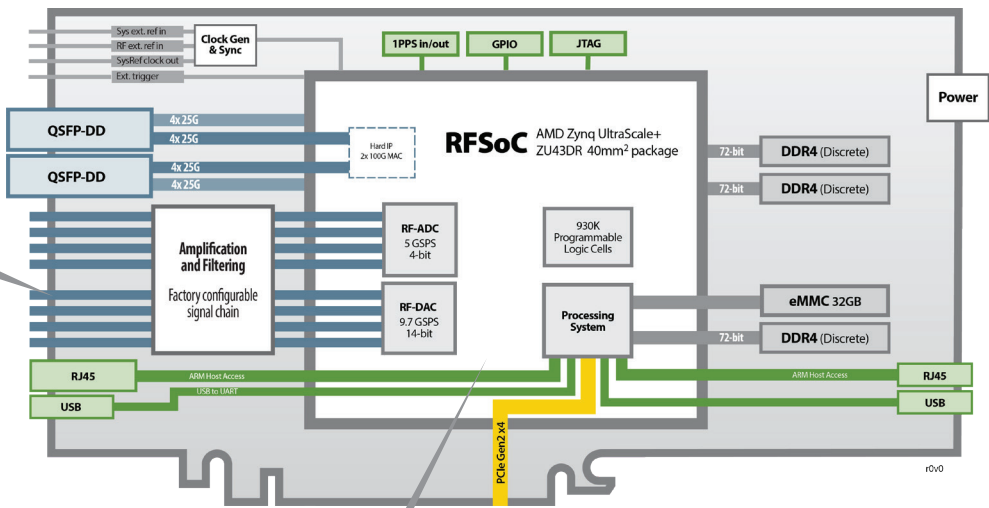 Sys ext. ref in
RF ext. ref in
SysRef clock out
Ext. trigger
Clock Gen
& Sync
1PPS in/out
GPIO
JTAG
Power
QSFP-DD
QSFP-DD
4x 25G
4x 25G
4x 25G
4x 25G
Hard IP
2x 100G MAC
RFSoC
AMD Zynq UltraScale+
ZU43DR 40mm² package
72-bit
DDR4 (Discrete)
72-bit
DDR4 (Discrete)
Amplification
and Filtering
Factory configurable
signal chain
RF-ADC
5 GSPS
4-bit
RF-DAC
9.7 GSPS
14-bit
930K
Programmable
Logic Cells
Processing
System
eMMC 32GB
72-bit
DDR4 (Discrete)
RJ45
ARM Host Access
USB
USB to UART
ARM Host Access
RJ45
USB
PCIe Gen2 x4
r0v0